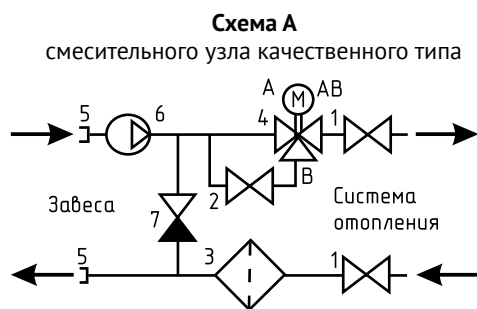 Схема А
смесительного узла качественного типа
А М АВ
5 6 4 1
2 В
Завеса
Система
отопления
7
5 3 1